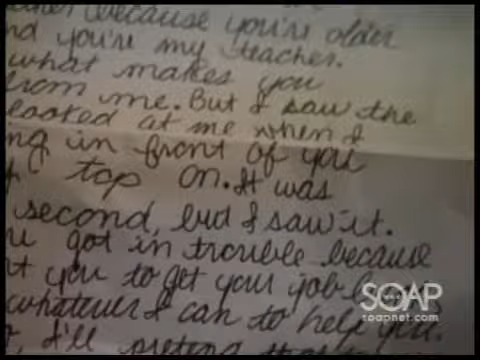 because you're older
nd you're my teacher.
what makes you
from me. But I saw the
looked at me when I
ng in front of you
top on. It was
second, but I saw it.
u got in trouble because
t you to get your job
whatever I can to help you.
, I'll pretend
SOAP
soapnet.com